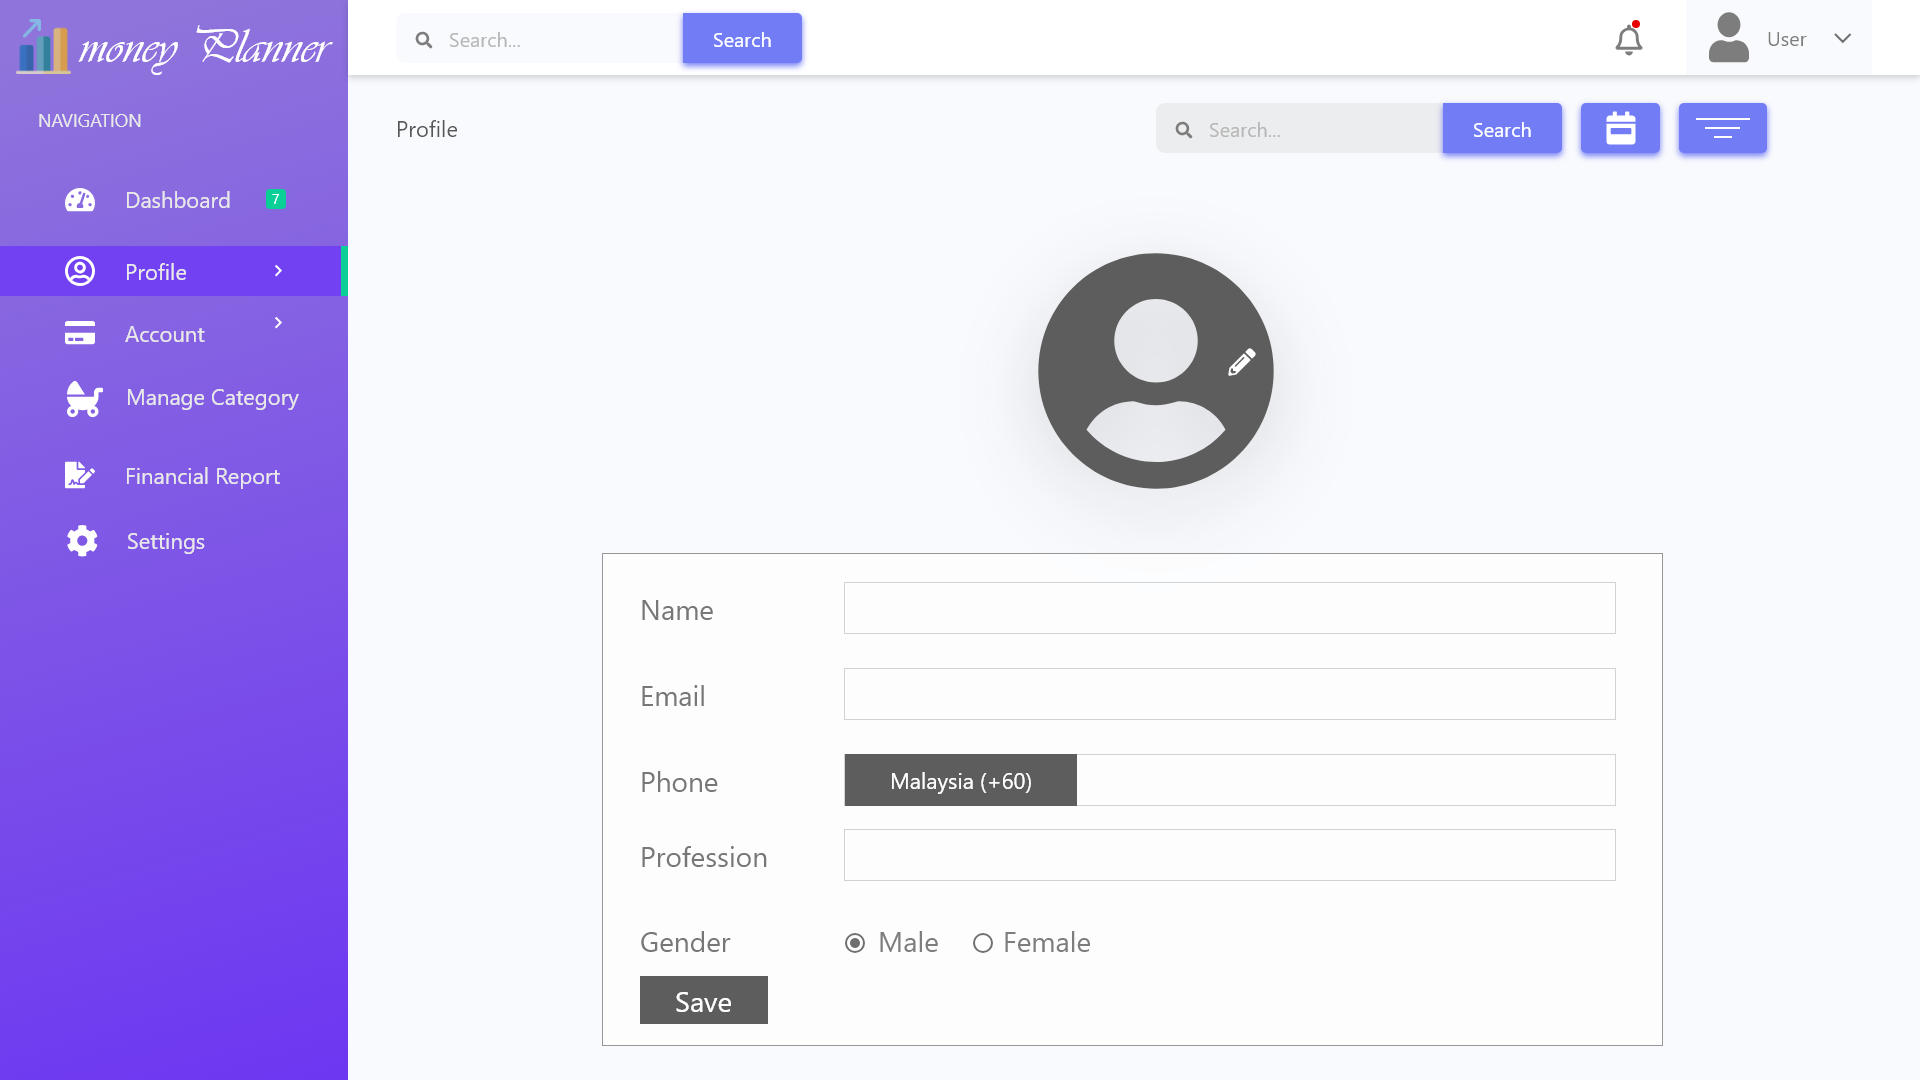 money Planner
Search...
Search
User
NAVIGATION
Profile
Search...
Search
Dashboard
7
Profile
Account
Manage Category
Financial Report
Settings
Name
Email
Phone
Malaysia (+60)
Profession
Gender
Male
Female
Save